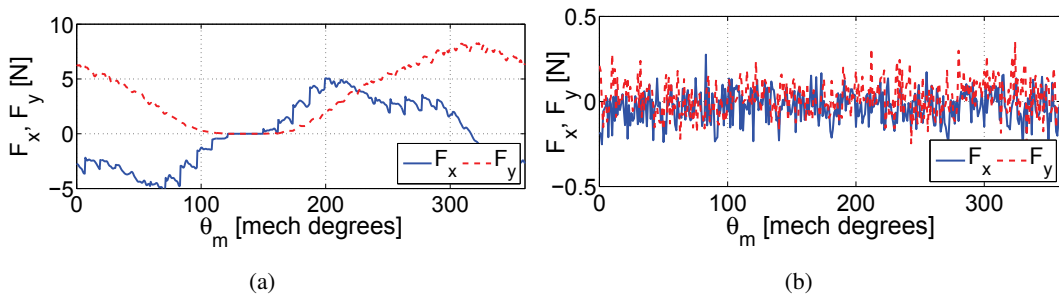 10
5
0
-5
0
100
200
300
F_x, F_y [N]
θ_m [mech degrees]
F_x
F_y
(a)
0.5
0
-0.5
0
100
200
300
F_x, F_y [N]
θ_m [mech degrees]
F_x
F_y
(b)